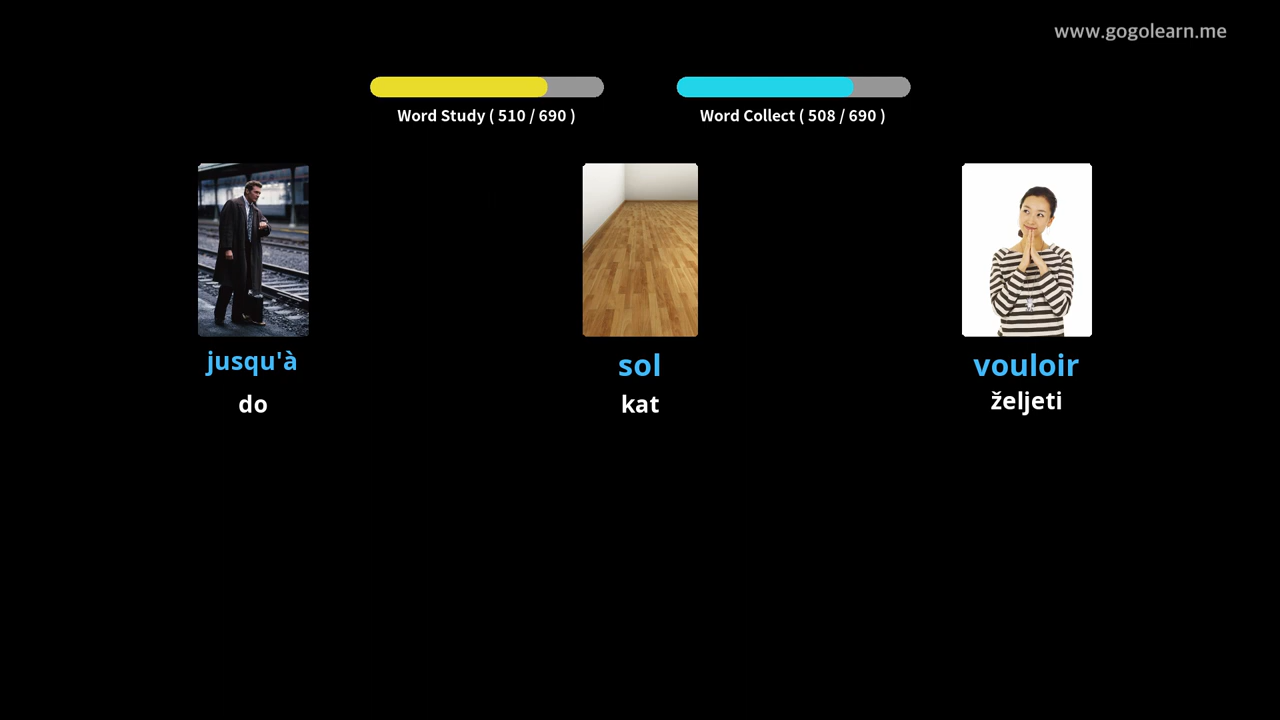 www.gogolearn.me
Word Study ( 510 / 690 )
Word Collect ( 508 / 690 )
jusqu'à
sol
vouloir
do
kat
željeti